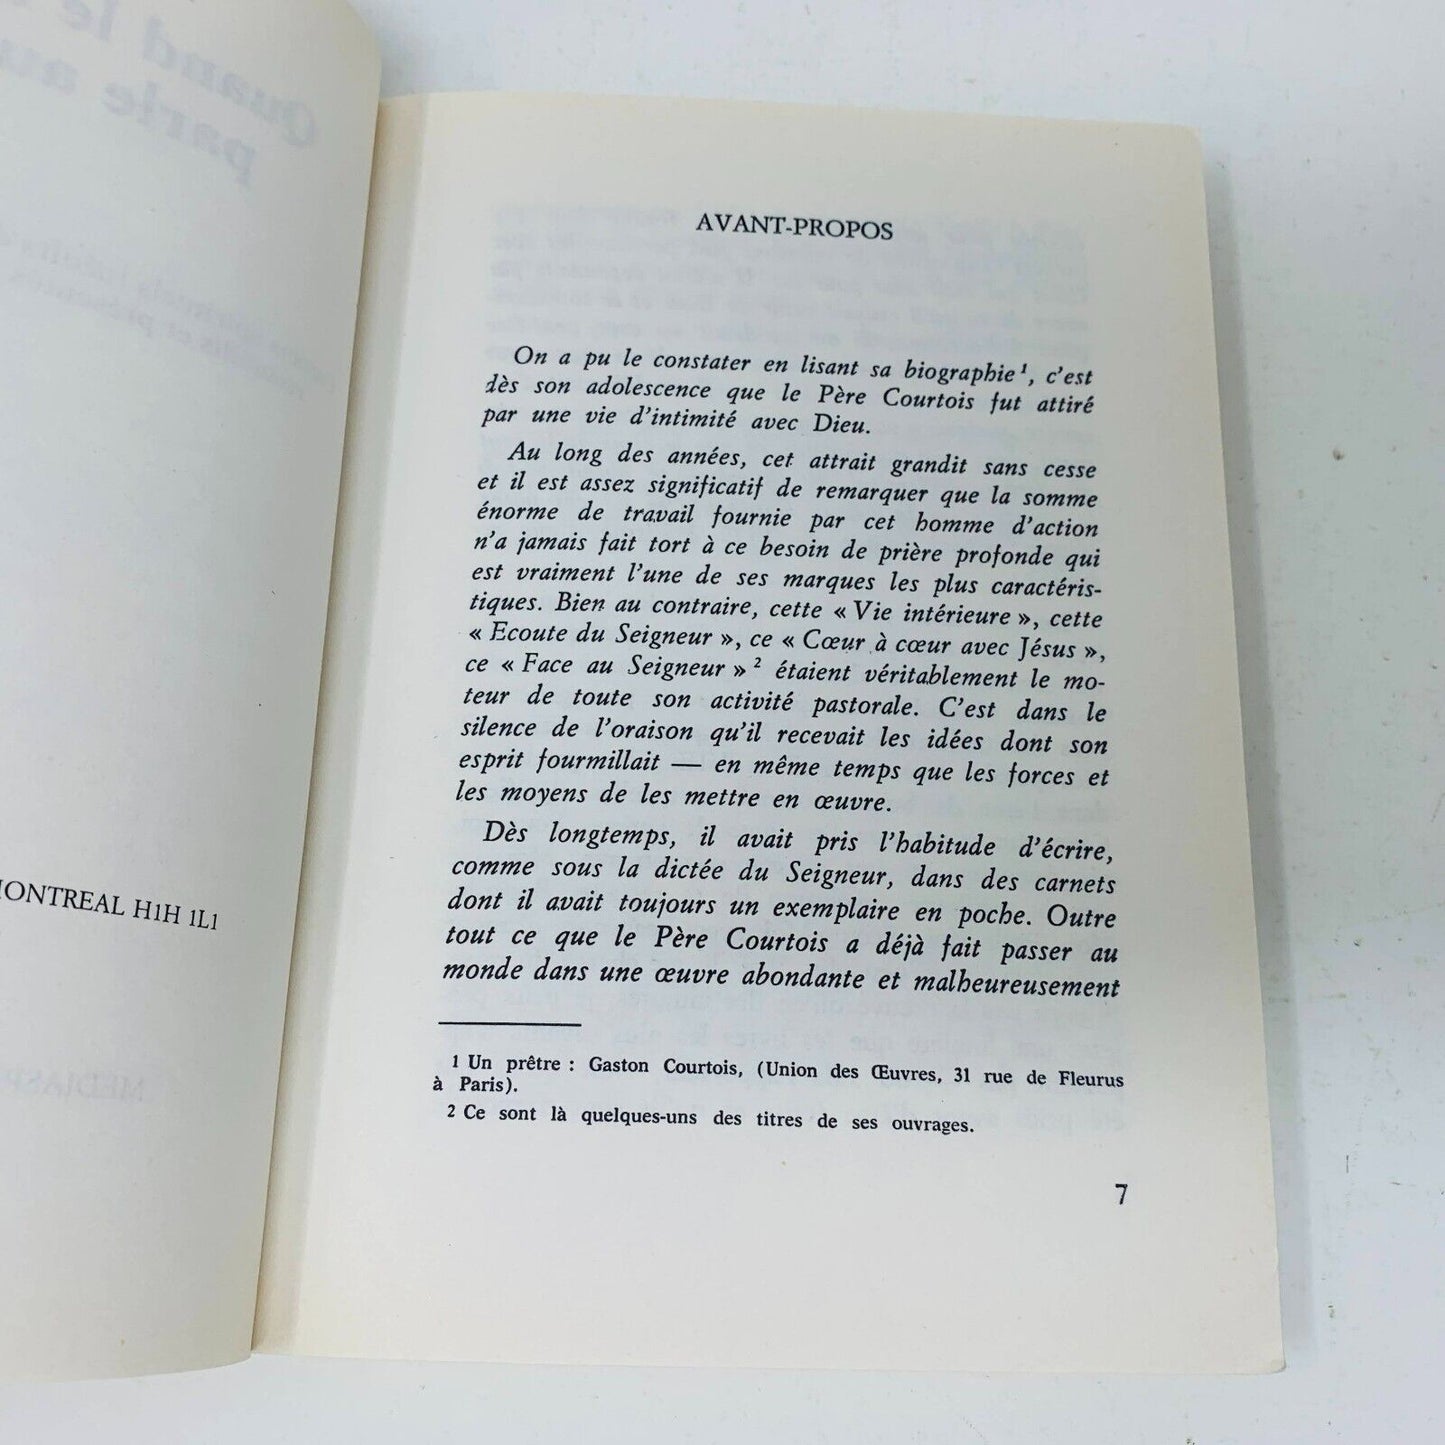 MONTREAL H1H 1L1
AVANT-PROPOS
On a pu le constater en lisant sa biographie¹, c'est
dès son adolescence que le Père Courtois fut attiré
par une vie d'intimité avec Dieu.
Au long des années, cet attrait grandit sans cesse
et il est assez significatif de remarquer que la somme
énorme de travail fournie par cet homme d'action
n'a jamais fait tort à ce besoin de prière profonde qui
est vraiment l'une de ses marques les plus caractéris-
tiques. Bien au contraire, cette « Vie intérieure », cette
« Ecoute du Seigneur », ce « Cœur à cœur avec Jésus »,
ce « Face au Seigneur »² étaient véritablement le mo-
teur de toute son activité pastorale. C'est dans le
silence de l'oraison qu'il recevait les idées dont son
esprit fourmillait — en même temps que les forces et
les moyens de les mettre en œuvre.
Dès longtemps, il avait pris l'habitude d'écrire,
comme sous la dictée du Seigneur, dans des carnets
dont il avait toujours un exemplaire en poche. Outre
tout ce que le Père Courtois a déjà fait passer au
monde dans une œuvre abondante et malheureusement
1 Un prêtre : Gaston Courtois, (Union des Œuvres, 31 rue de Fleurus
à Paris).
2 Ce sont là quelques-uns des titres de ses ouvrages.
7